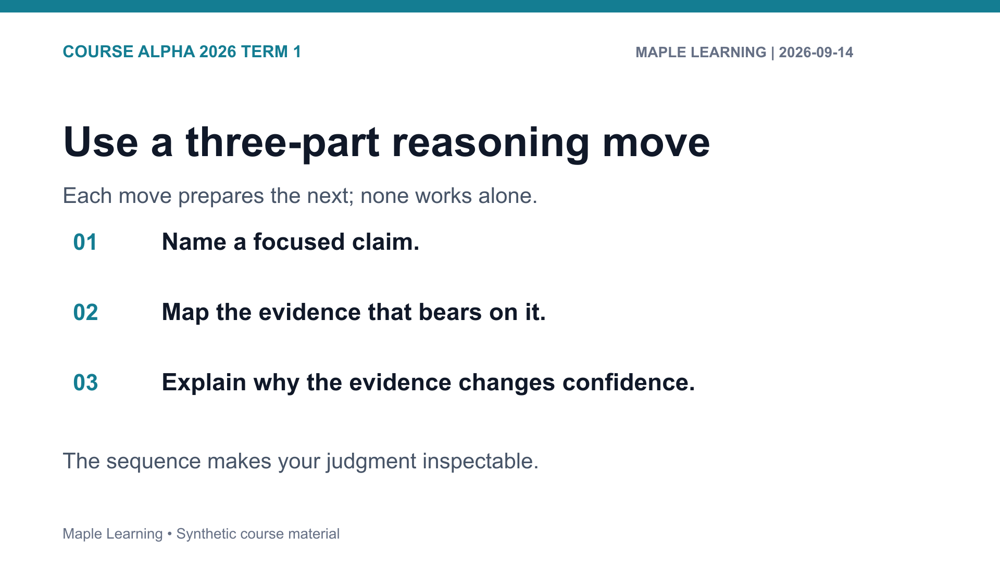 COURSE ALPHA 2026 TERM 1
MAPLE LEARNING | 2026-09-14
Use a three-part reasoning move
Each move prepares the next; none works alone.
01 Name a focused claim.
02 Map the evidence that bears on it.
03 Explain why the evidence changes confidence.
The sequence makes your judgment inspectable.
Maple Learning • Synthetic course material